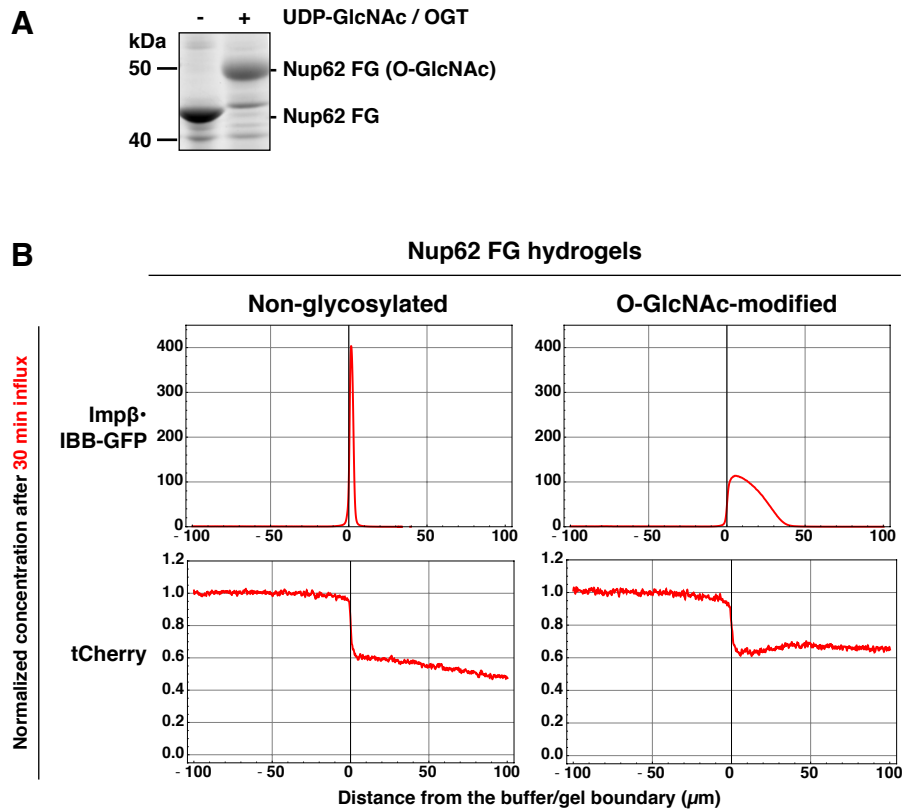 A
- + UDP-GlcNAc / OGT
kDa
50
Nup62 FG (O-GlcNAc)
Nup62 FG
40
B
Nup62 FG hydrogels
Non-glycosylated
O-GlcNAc-modified
Normalized concentration after 30 min influx
Impβ•
IBB-GFP
400
300
200
100
0
- 100 - 50 0 50 100
400
300
200
100
0
- 100 - 50 0 50 100
tCherry
1.2
1.0
0.8
0.6
0.4
0.2
0.0
- 100 - 50 0 50 100
1.2
1.0
0.8
0.6
0.4
0.2
0.0
- 100 - 50 0 50 100
Distance from the buffer/gel boundary (µm)